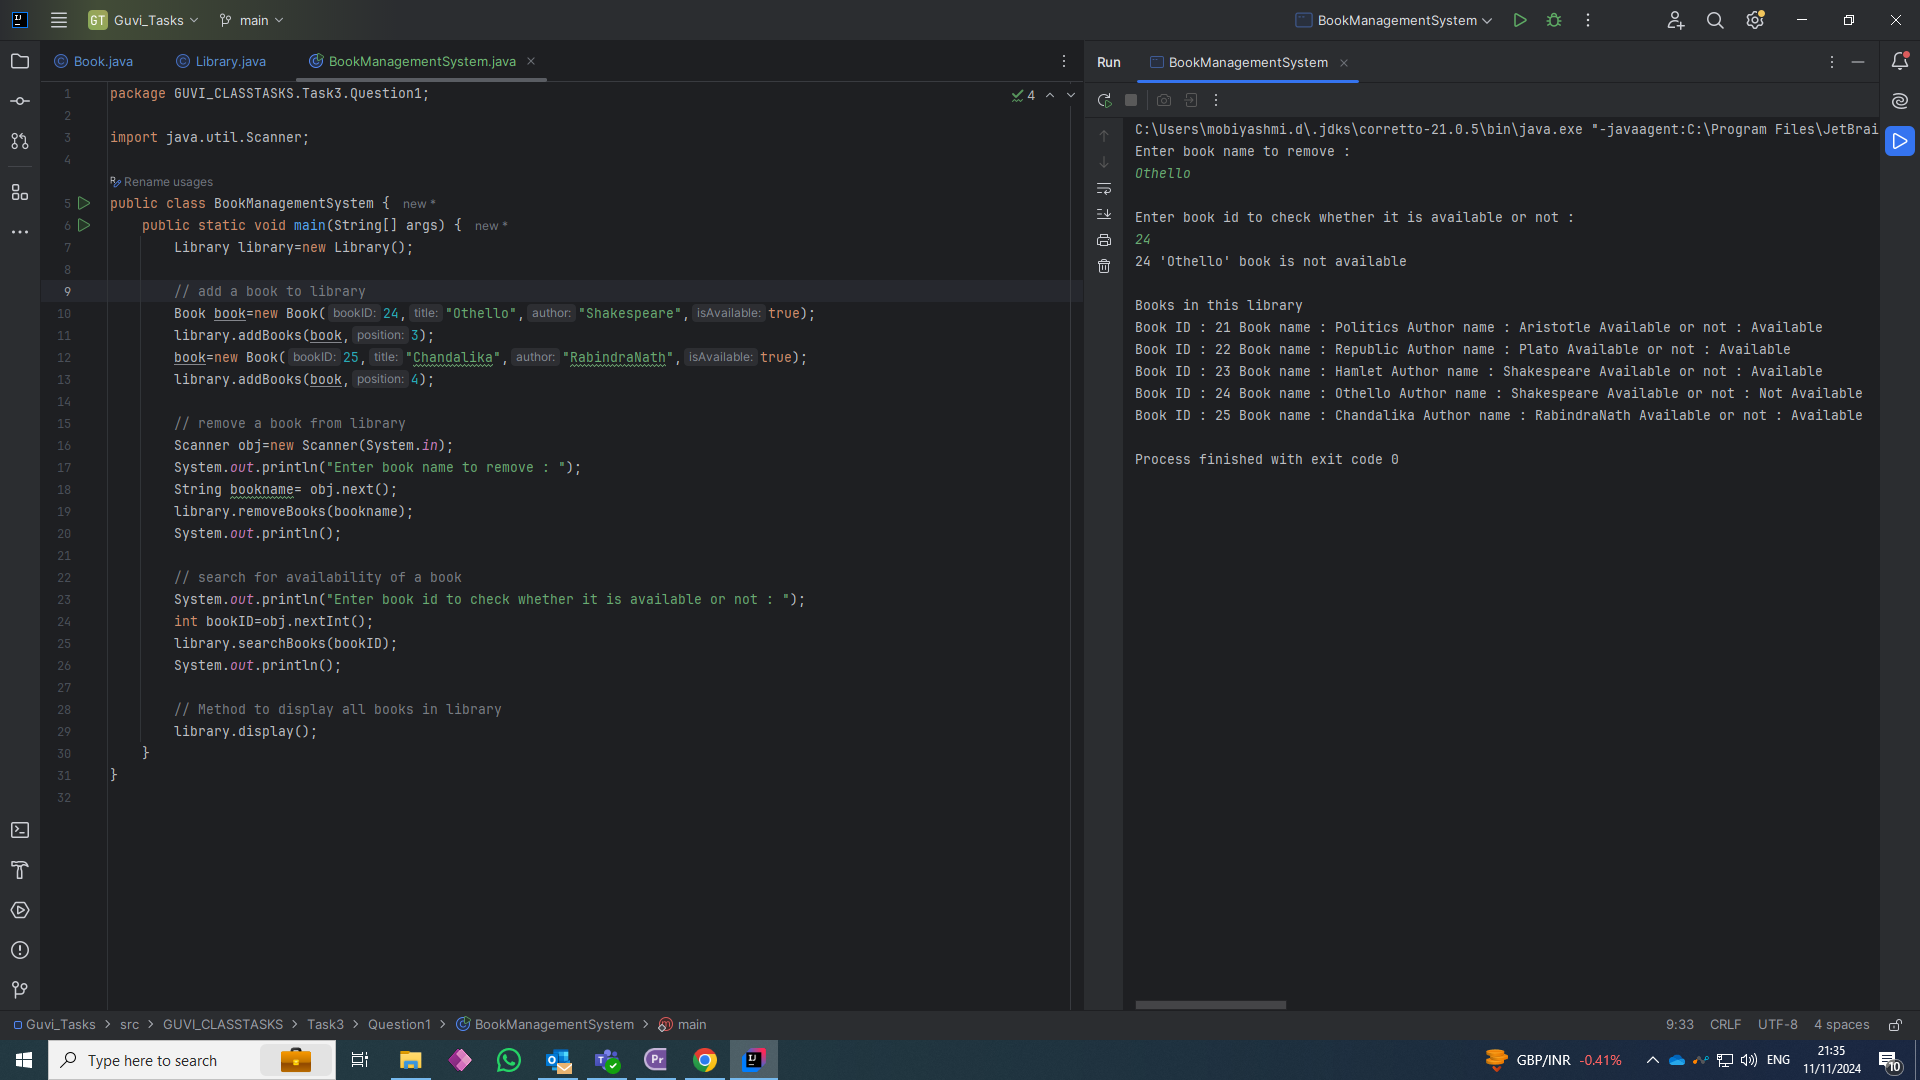 GT Guvi_Tasks main BookManagementSystem
Book.java Library.java BookManagementSystem.java
Run BookManagementSystem
4
1 package GUVI_CLASSTASKS.Task3.Question1;
2
3 import java.util.Scanner;
4
Rename usages
5 public class BookManagementSystem { new *
6 public static void main(String[] args) { new *
7 Library library=new Library();
8
9 // add a book to library
10 Book book=new Book( bookID: 24, title: "Othello", author: "Shakespeare", isAvailable: true);
11 library.addBooks(book, position: 3);
12 book=new Book( bookID: 25, title: "Chandalika", author: "RabindraNath", isAvailable: true);
13 library.addBooks(book, position: 4);
14
15 // remove a book from library
16 Scanner obj=new Scanner(System.in);
17 System.out.println("Enter book name to remove : ");
18 String bookname= obj.next();
19 library.removeBooks(bookname);
20 System.out.println();
21
22 // search for availability of a book
23 System.out.println("Enter book id to check whether it is available or not : ");
24 int bookID=obj.nextInt();
25 library.searchBooks(bookID);
26 System.out.println();
27
28 // Method to display all books in library
29 library.display();
30 }
31 }
32
C:\Users\mobiyashmi.d\.jdks\corretto-21.0.5\bin\java.exe "-javaagent:C:\Program Files\JetBrai
Enter book name to remove :
Othello
Enter book id to check whether it is available or not :
24
24 'Othello' book is not available
Books in this library
Book ID : 21 Book name : Politics Author name : Aristotle Available or not : Available
Book ID : 22 Book name : Republic Author name : Plato Available or not : Available
Book ID : 23 Book name : Hamlet Author name : Shakespeare Available or not : Available
Book ID : 24 Book name : Othello Author name : Shakespeare Available or not : Not Available
Book ID : 25 Book name : Chandalika Author name : RabindraNath Available or not : Available
Process finished with exit code 0
Guvi_Tasks > src > GUVI_CLASSTASKS > Task3 > Question1 > BookManagementSystem > main
9:33 CRLF UTF-8 4 spaces
Type here to search
GBP/INR -0.41%
ENG
21:35
11/11/2024
10